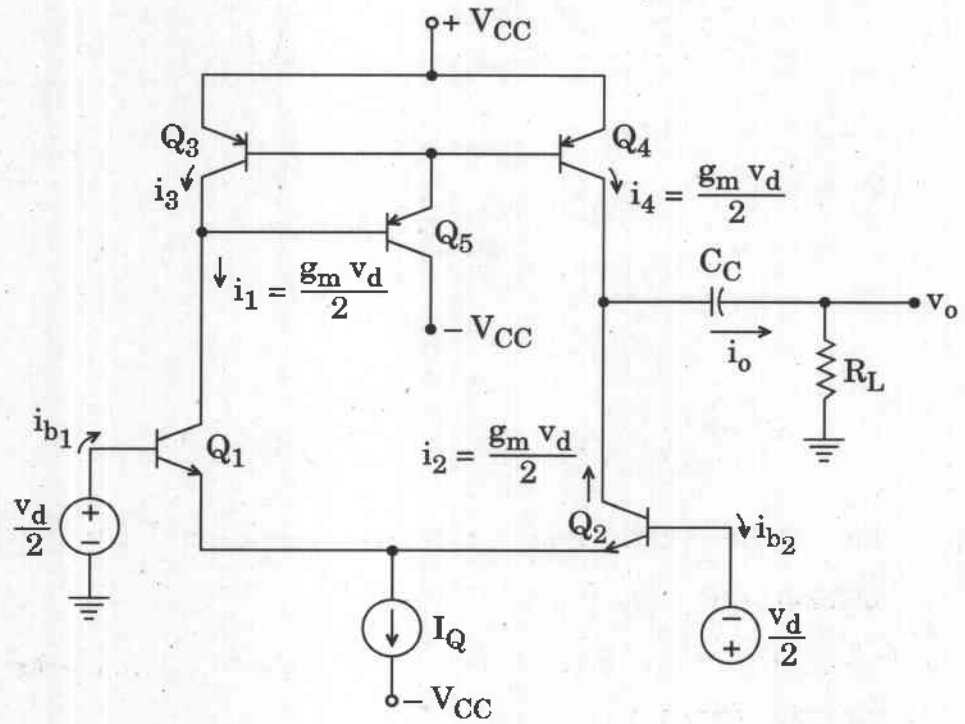 + V_CC
Q_3
Q_4
i_3
i_4 = g_m v_d / 2
Q_5
i_1 = g_m v_d / 2
− V_CC
C_C
v_o
i_o
R_L
i_b1
Q_1
i_2 = g_m v_d / 2
v_d / 2
+
−
Q_2
i_b2
I_Q
−
+
v_d / 2
− V_CC